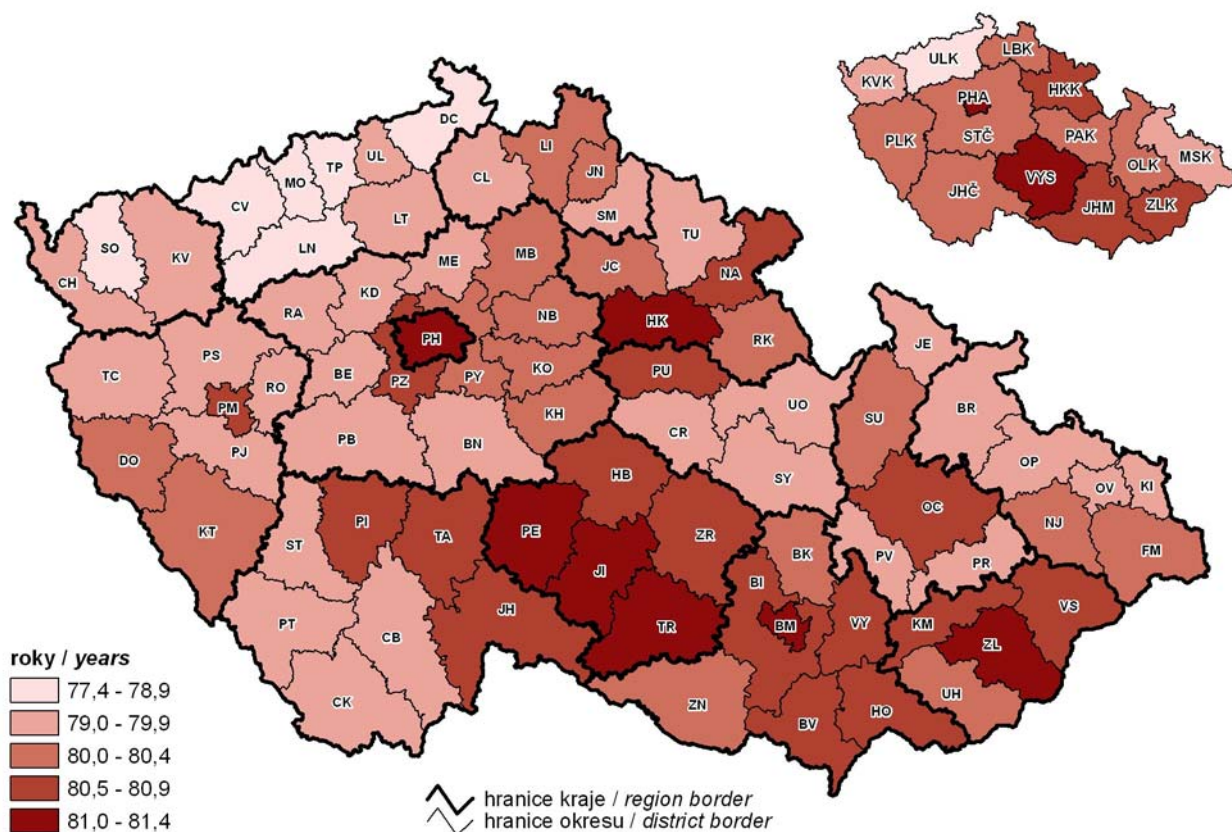 DC
UL
TP
MO
CV
LT
LN
CL
LI
JN
SM
SO
KV
CH
TU
NA
JC
HK
RK
ME
MB
KD
RA
NB
PH
BE
PZ
PY
KO
KH
PB
BN
TC
PS
RO
PM
PJ
DO
KT
PU
UO
CR
SY
JE
SU
BR
OP
OV
KI
OC
NJ
FM
PV
PR
HB
PE
JI
ZR
TR
PI
TA
ST
JH
PT
CB
CK
BK
BI
BM
VY
ZN
BV
HO
KM
VS
ZL
UH
ULK
LBK
KVK
HKK
PHA
STČ
PLK
PAK
OLK
MSK
VYS
JHČ
JHM
ZLK
roky / years
77,4 - 78,9
79,0 - 79,9
80,0 - 80,4
80,5 - 80,9
81,0 - 81,4
hranice kraje / region border
hranice okresu / district border